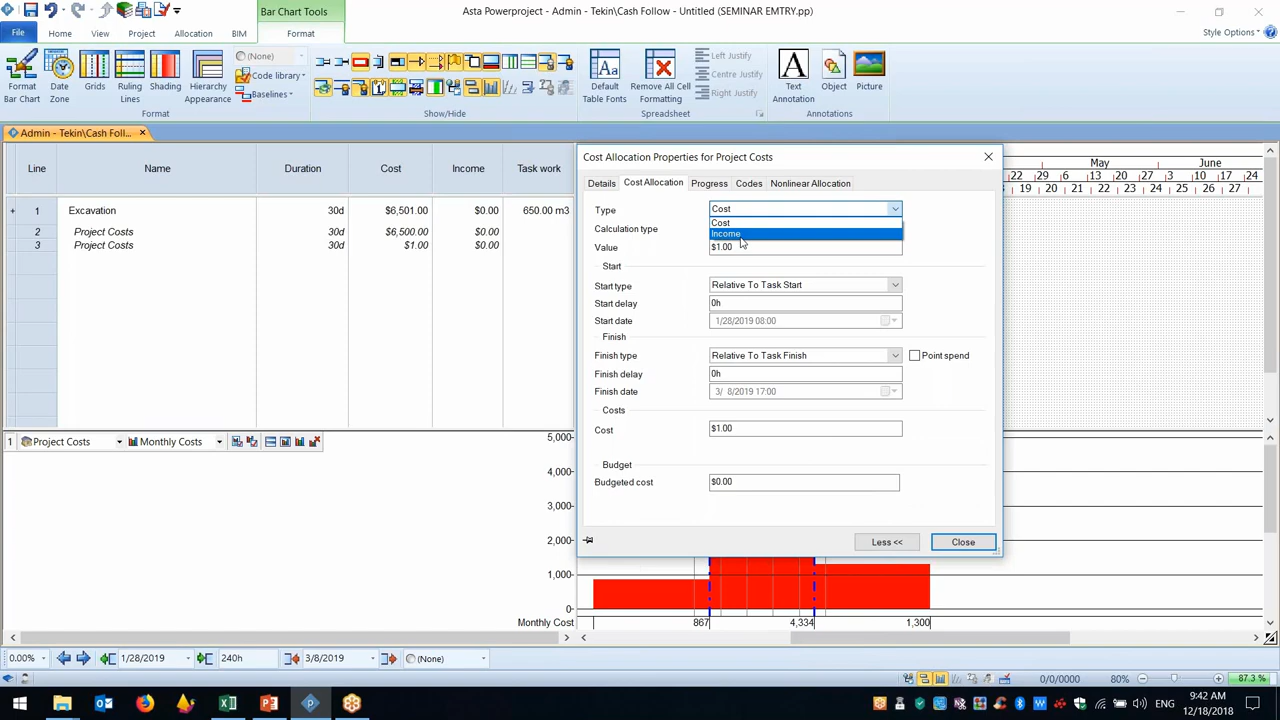 Bar Chart Tools
Asta Powerproject - Admin - Tekin\Cash Follow - Untitled (SEMINAR EMTRY.pp)
File Home View Project Allocation BIM Format Style Options
(None)
Code library
Baselines
Left Justify
Centre Justify
Right Justify
Format Bar Chart
Date Zone
Grids
Ruling Lines
Shading
Hierarchy Appearance
Default Table Fonts
Remove All Cell Formatting
Text Annotation
Object
Picture
Format Show/Hide Spreadsheet Annotations
Admin - Tekin\Cash Foll...
Line Name Duration Cost Income Task work
1 Excavation 30d $6,501.00 $0.00 650.00 m3
2 Project Costs 30d $6,500.00 $0.00
3 Project Costs 30d $1.00 $0.00
May June
22 29 6 13 20 27 3 10 17 24
Cost Allocation Properties for Project Costs
Details Cost Allocation Progress Codes Nonlinear Allocation
Type Cost
Cost
Income
Calculation type
Value $1.00
Start
Start type Relative To Task Start
Start delay 0h
Start date 1/28/2019 08:00
Finish
Finish type Relative To Task Finish Point spend
Finish delay 0h
Finish date 3/ 8/2019 17:00
Costs
Cost $1.00
Budget
Budgeted cost $0.00
Less << Close
1 Project Costs Monthly Costs
5,000
4,000
3,000
2,000
1,000
0
Monthly Cost 867 4,334 1,300
0.00% 1/28/2019 240h 3/8/2019 (None)
0/0/0000 80% 87.3 %
ENG 9:42 AM
12/18/2018